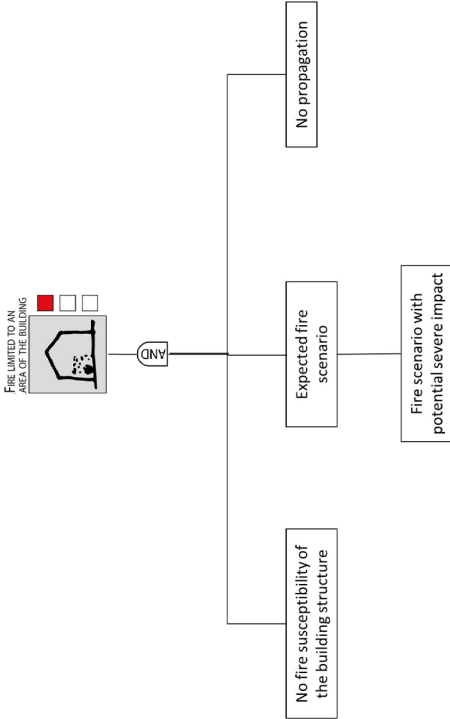 FIRE LIMITED TO AN
AREA OF THE BUILDING
AND
No fire susceptibility of
the building structure
Expected fire
scenario
No propagation
Fire scenario with
potential severe impact